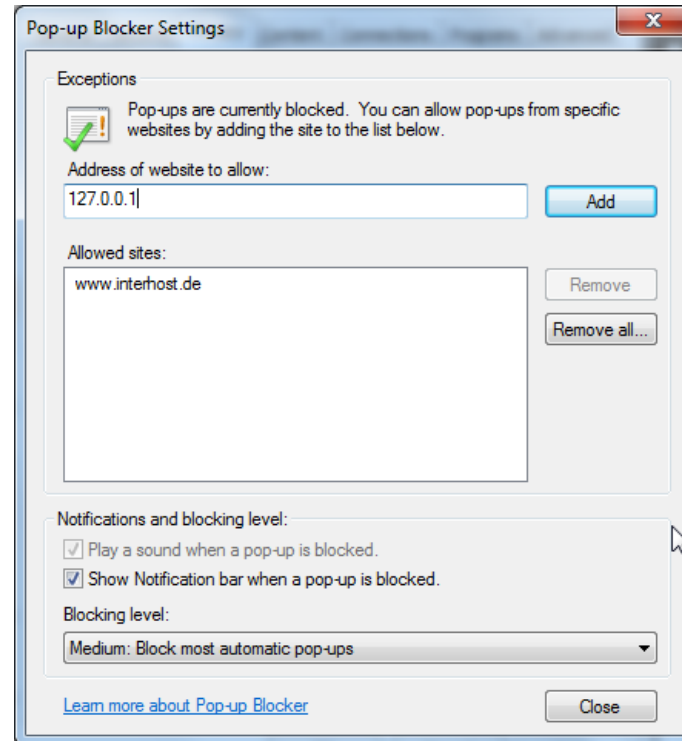 Pop-up Blocker Settings
Exceptions
Pop-ups are currently blocked. You can allow pop-ups from specific
websites by adding the site to the list below.
Address of website to allow:
127.0.0.1
Add
Allowed sites:
www.interhost.de
Remove
Remove all...
Notifications and blocking level:
Play a sound when a pop-up is blocked.
Show Notification bar when a pop-up is blocked.
Blocking level:
Medium: Block most automatic pop-ups
Learn more about Pop-up Blocker
Close